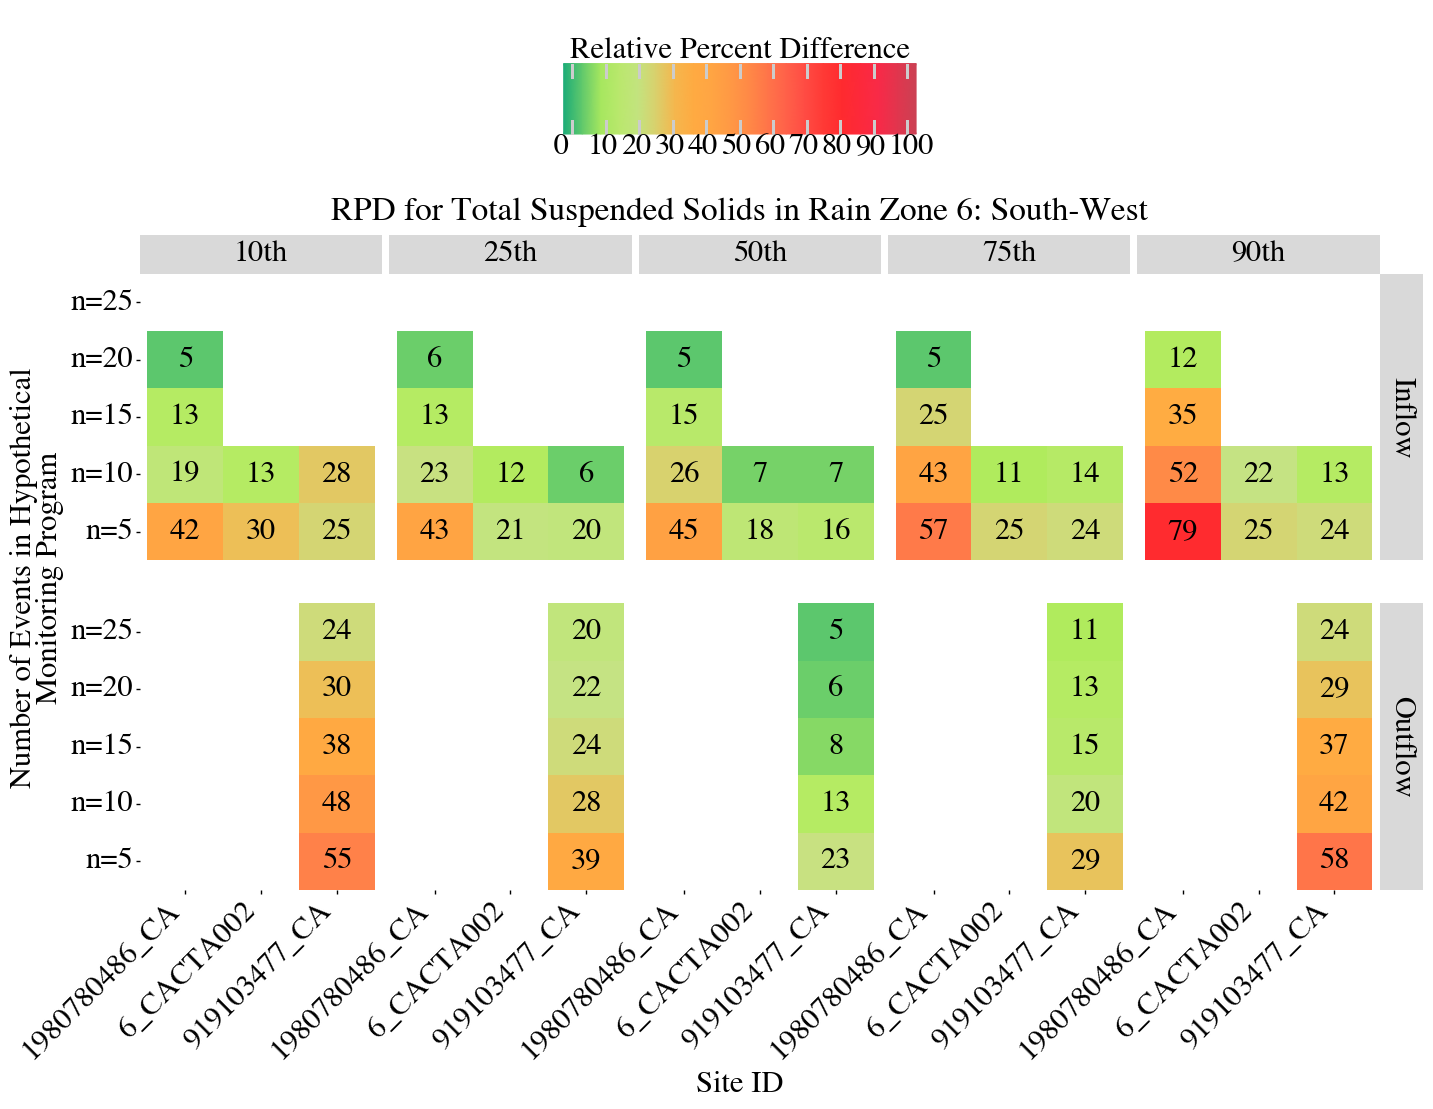 Relative Percent Difference
0 10 20 30 40 50 60 70 80 90 100
RPD for Total Suspended Solids in Rain Zone 6: South-West
10th 25th 50th 75th 90th
Number of Events in Hypothetical
Monitoring Program
Inflow
n=25
n=20 5 6 5 5 12
n=15 13 13 15 25 35
n=10 19 13 28 23 12 6 26 7 7 43 11 14 52 22 13
n=5 42 30 25 43 21 20 45 18 16 57 25 24 79 25 24
Outflow
n=25 24 20 5 11 24
n=20 30 22 6 13 29
n=15 38 24 8 15 37
n=10 48 28 13 20 42
n=5 55 39 23 29 58
1980780486_CA 6_CACTA002 919103477_CA 1980780486_CA 6_CACTA002 919103477_CA 1980780486_CA 6_CACTA002 919103477_CA 1980780486_CA 6_CACTA002 919103477_CA 1980780486_CA 6_CACTA002 919103477_CA
Site ID